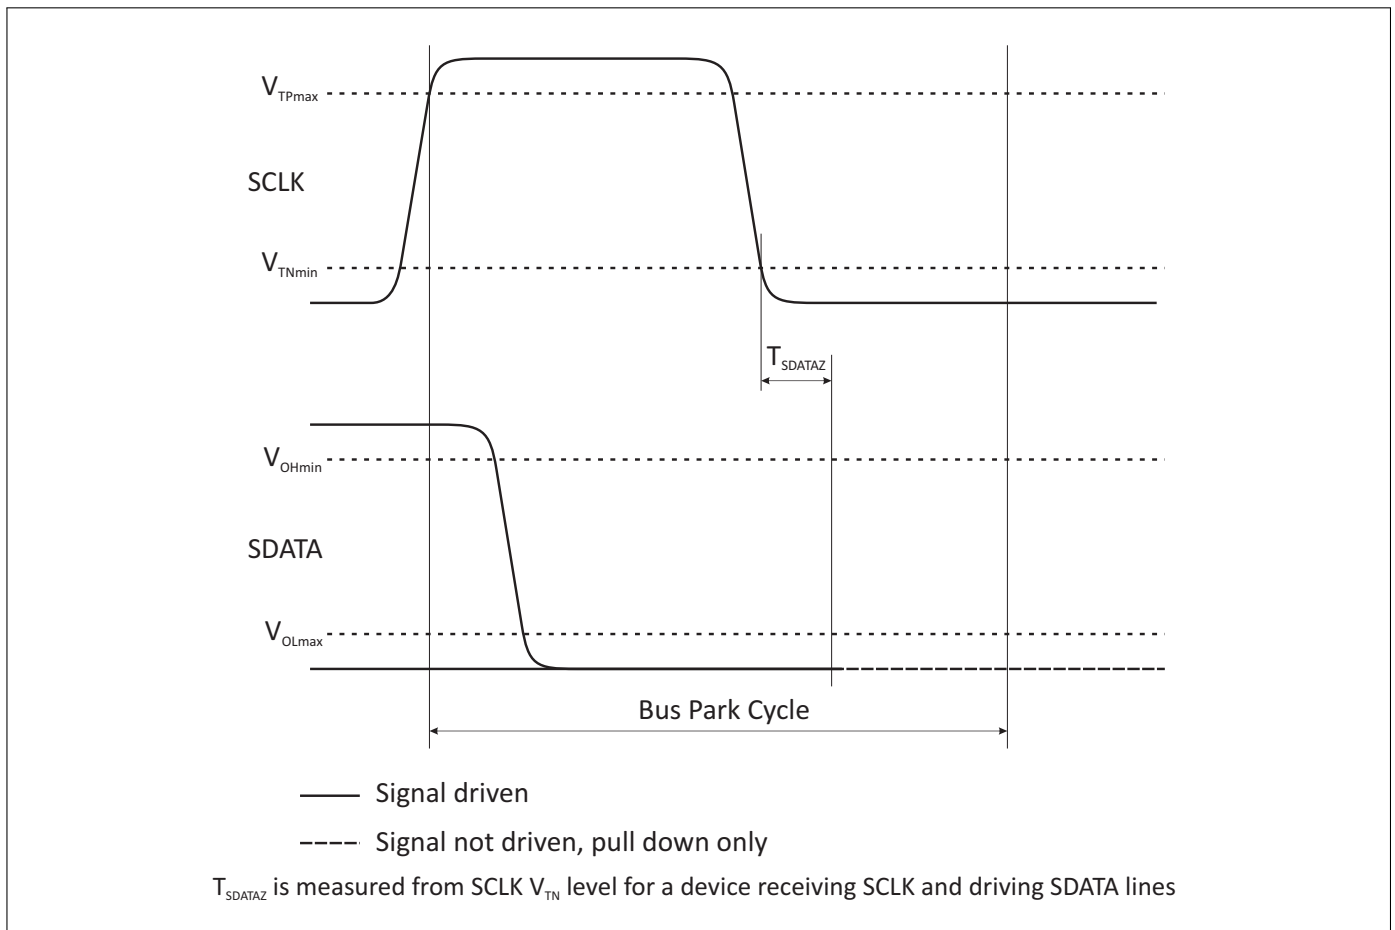 VTPmax
SCLK
VTNmin
TSDATAZ
VOHmin
SDATA
VOLmax
Bus Park Cycle
Signal driven
Signal not driven, pull down only
TSDATAZ is measured from SCLK VTN level for a device receiving SCLK and driving SDATA lines